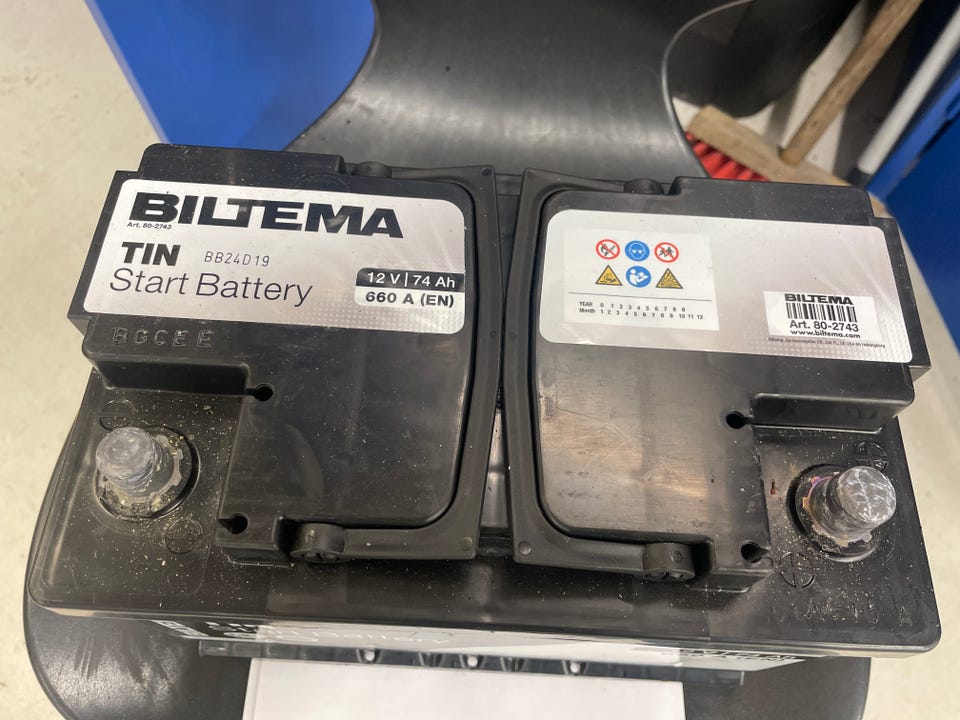 BILTEMA
Art. 80-2743
TIN BB24D19
Start Battery
12 V | 74 Ah
660 A (EN)
BGCEE
YEAR 0 1 2 3 4 5 6 7 8 9
Month 1 2 3 4 5 6 7 8 9 10 11 12
BILTEMA
Art. 80-2743
www.biltema.com
Battery